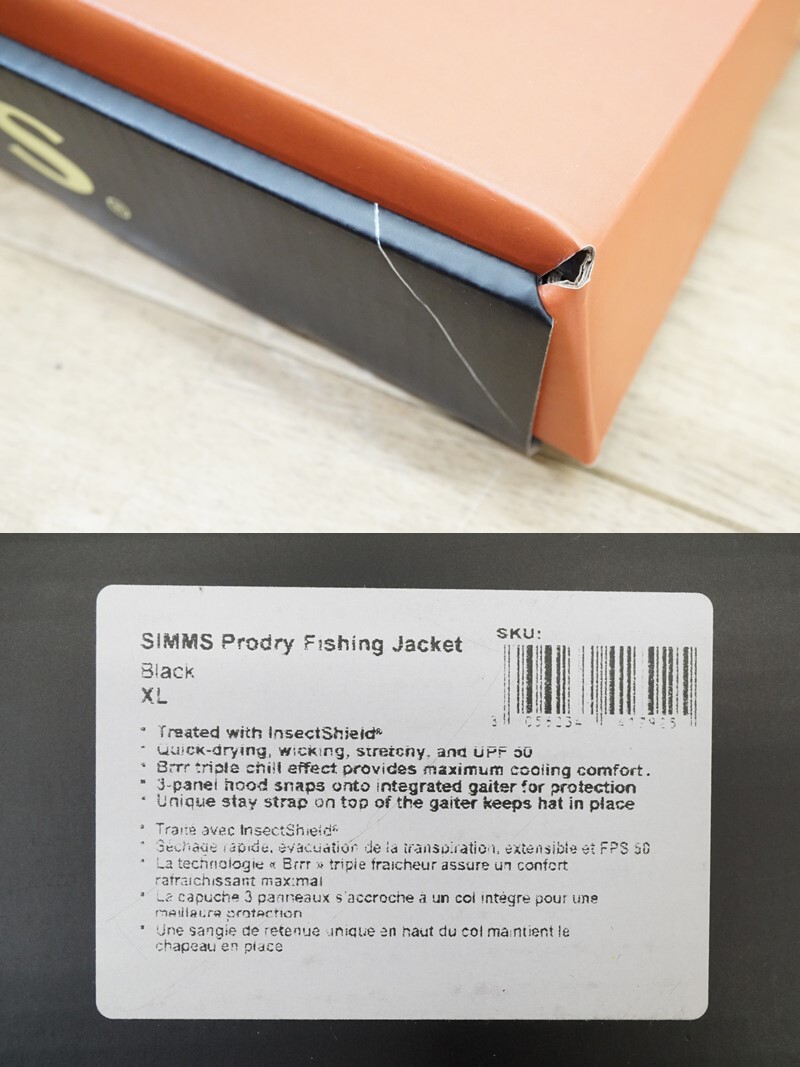 S®
SIMMS Prodry Fishing Jacket
Black
XL
SKU:
* Treated with InsectShield®
* Quick-drying, wicking, stretchy, and UPF 50
* Brrr triple chill effect provides maximum cooling comfort.
* 3-panel hood snaps onto integrated gaiter for protection
* Unique stay strap on top of the gaiter keeps hat in place
* Traité avec InsectShield®
* Séchage rapide, évacuation de la transpiration, extensible et FPS 50
* La technologie « Brrr » triple fraîcheur assure un confort
rafraîchissant maximal
* La capuche 3 panneaux s'accroche à un col intégré pour une
meilleure protection
* Une sangle de retenue unique en haut du col maintient le
chapeau en place